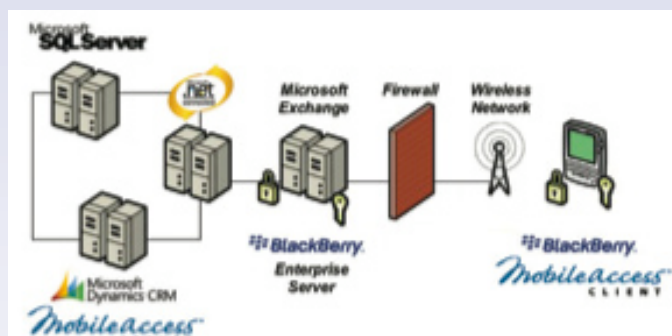 Microsoft
SQL Server
.net
Microsoft
Exchange
Firewall
Wireless
Network
BlackBerry
Enterprise
Server
BlackBerry
MobileAccess
CLIENT
Microsoft
Dynamics CRM
MobileAccess